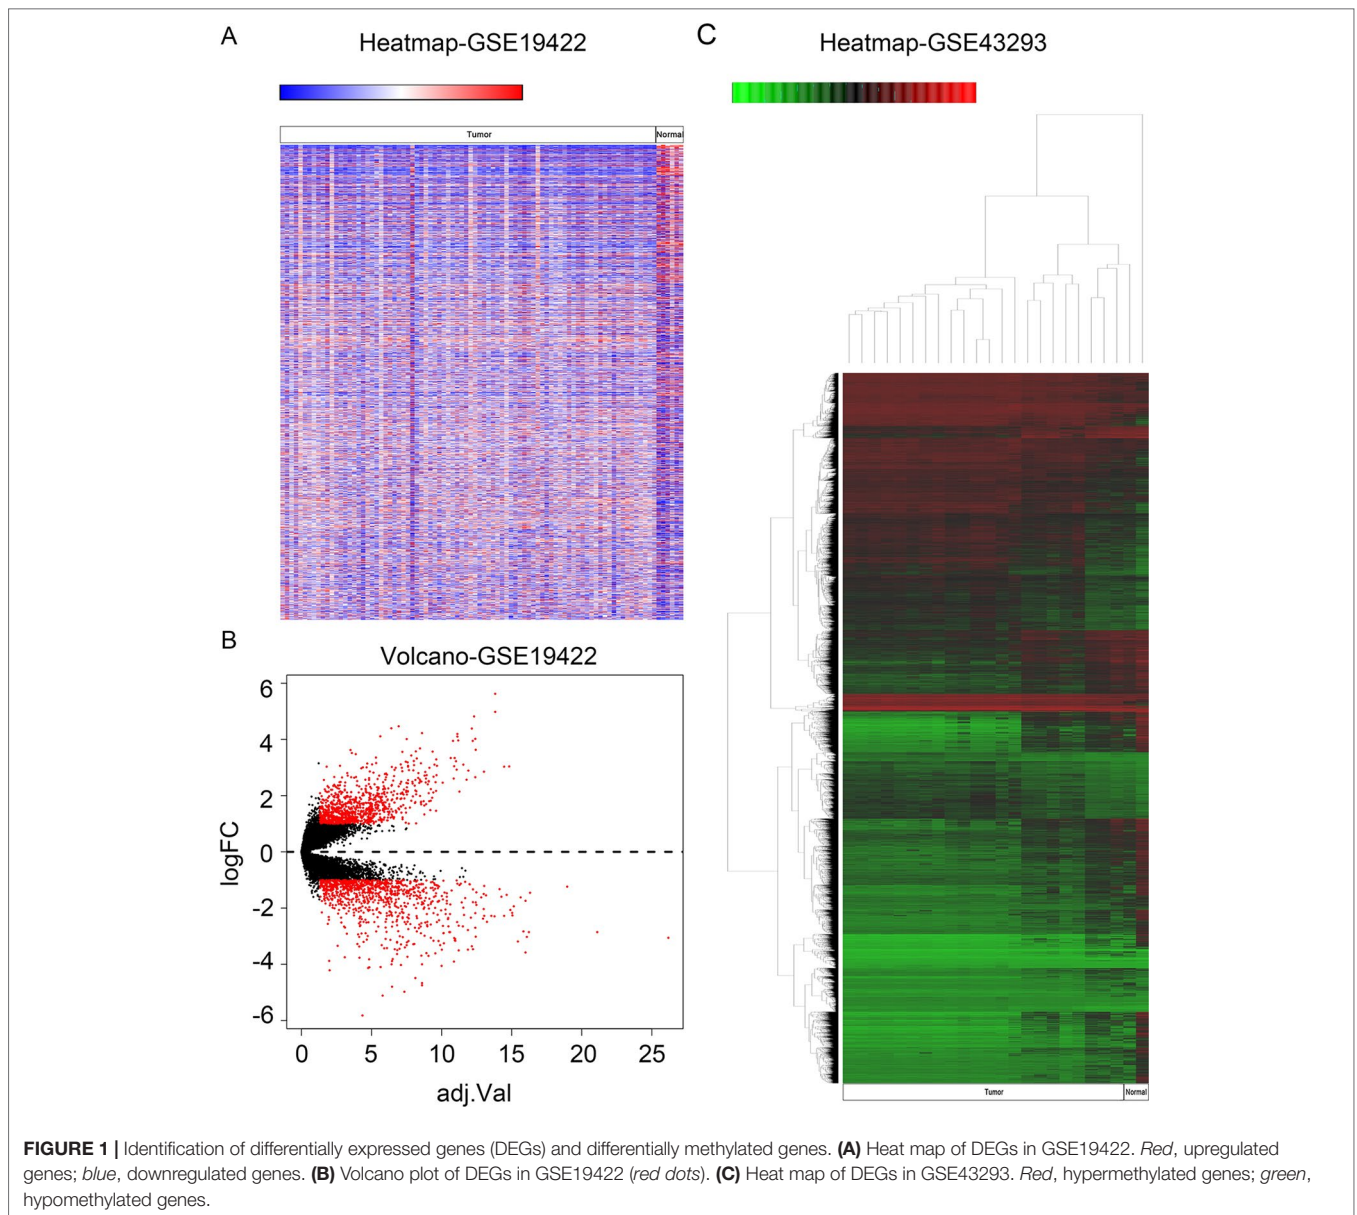 A
Heatmap-GSE19422
Tumor
Normal
B
Volcano-GSE19422
6
4
2
0
-2
-4
-6
logFC
0 5 10 15 20 25
adj.Val
C
Heatmap-GSE43293
Tumor
Normal
FIGURE 1 | Identification of differentially expressed genes (DEGs) and differentially methylated genes. (A) Heat map of DEGs in GSE19422. Red, upregulated
genes; blue, downregulated genes. (B) Volcano plot of DEGs in GSE19422 (red dots). (C) Heat map of DEGs in GSE43293. Red, hypermethylated genes; green,
hypomethylated genes.